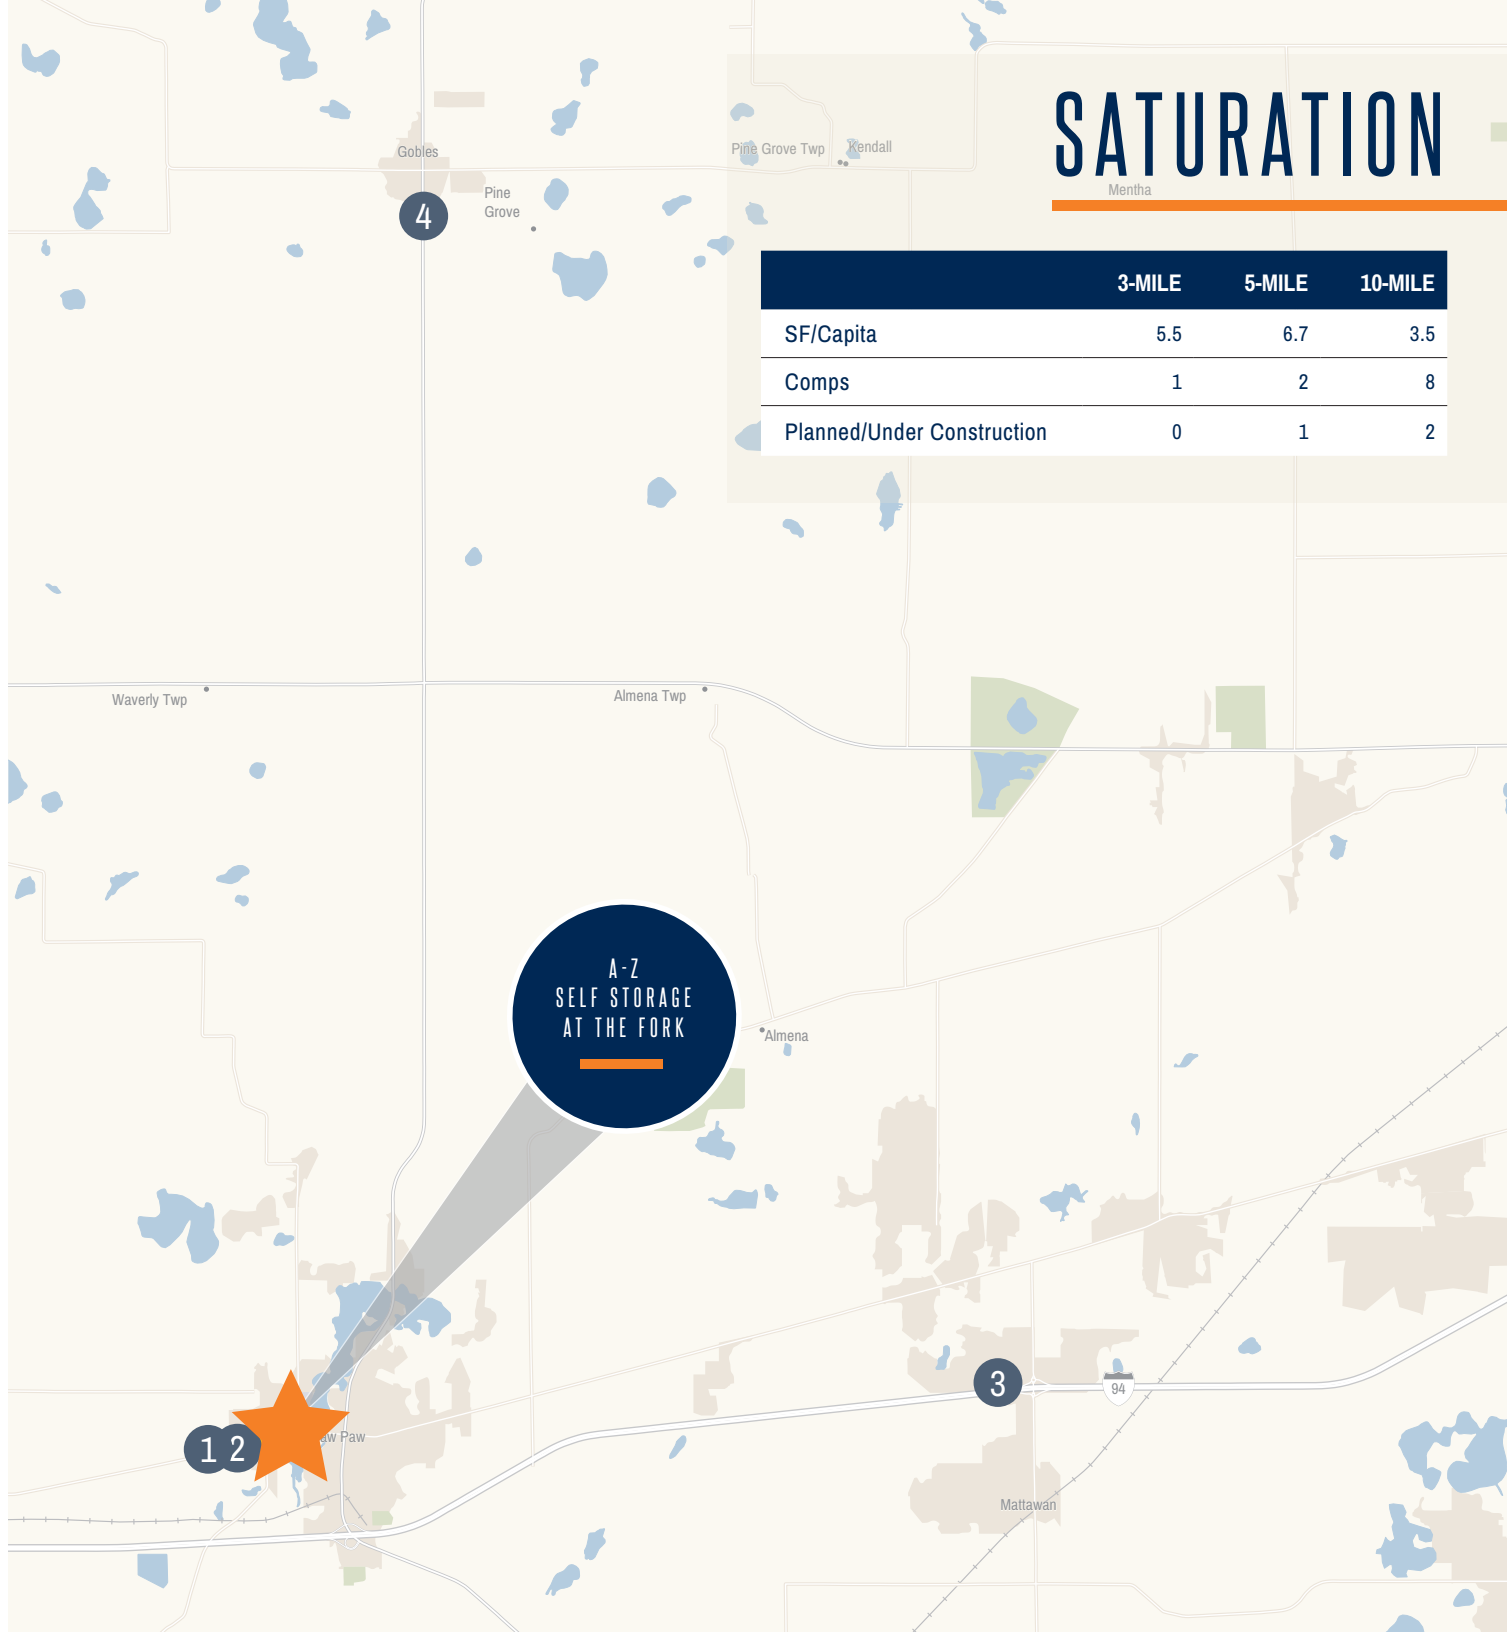 SATURATION
Gobles
Pine Grove Twp
Kendall
Mentha
Pine
Grove
4
3-MILE 5-MILE 10-MILE
SF/Capita 5.5 6.7 3.5
Comps 1 2 8
Planned/Under Construction 0 1 2
Waverly Twp
Almena Twp
A-Z
SELF STORAGE
AT THE FORK
Almena
3
94
1 2
aw Paw
Mattawan